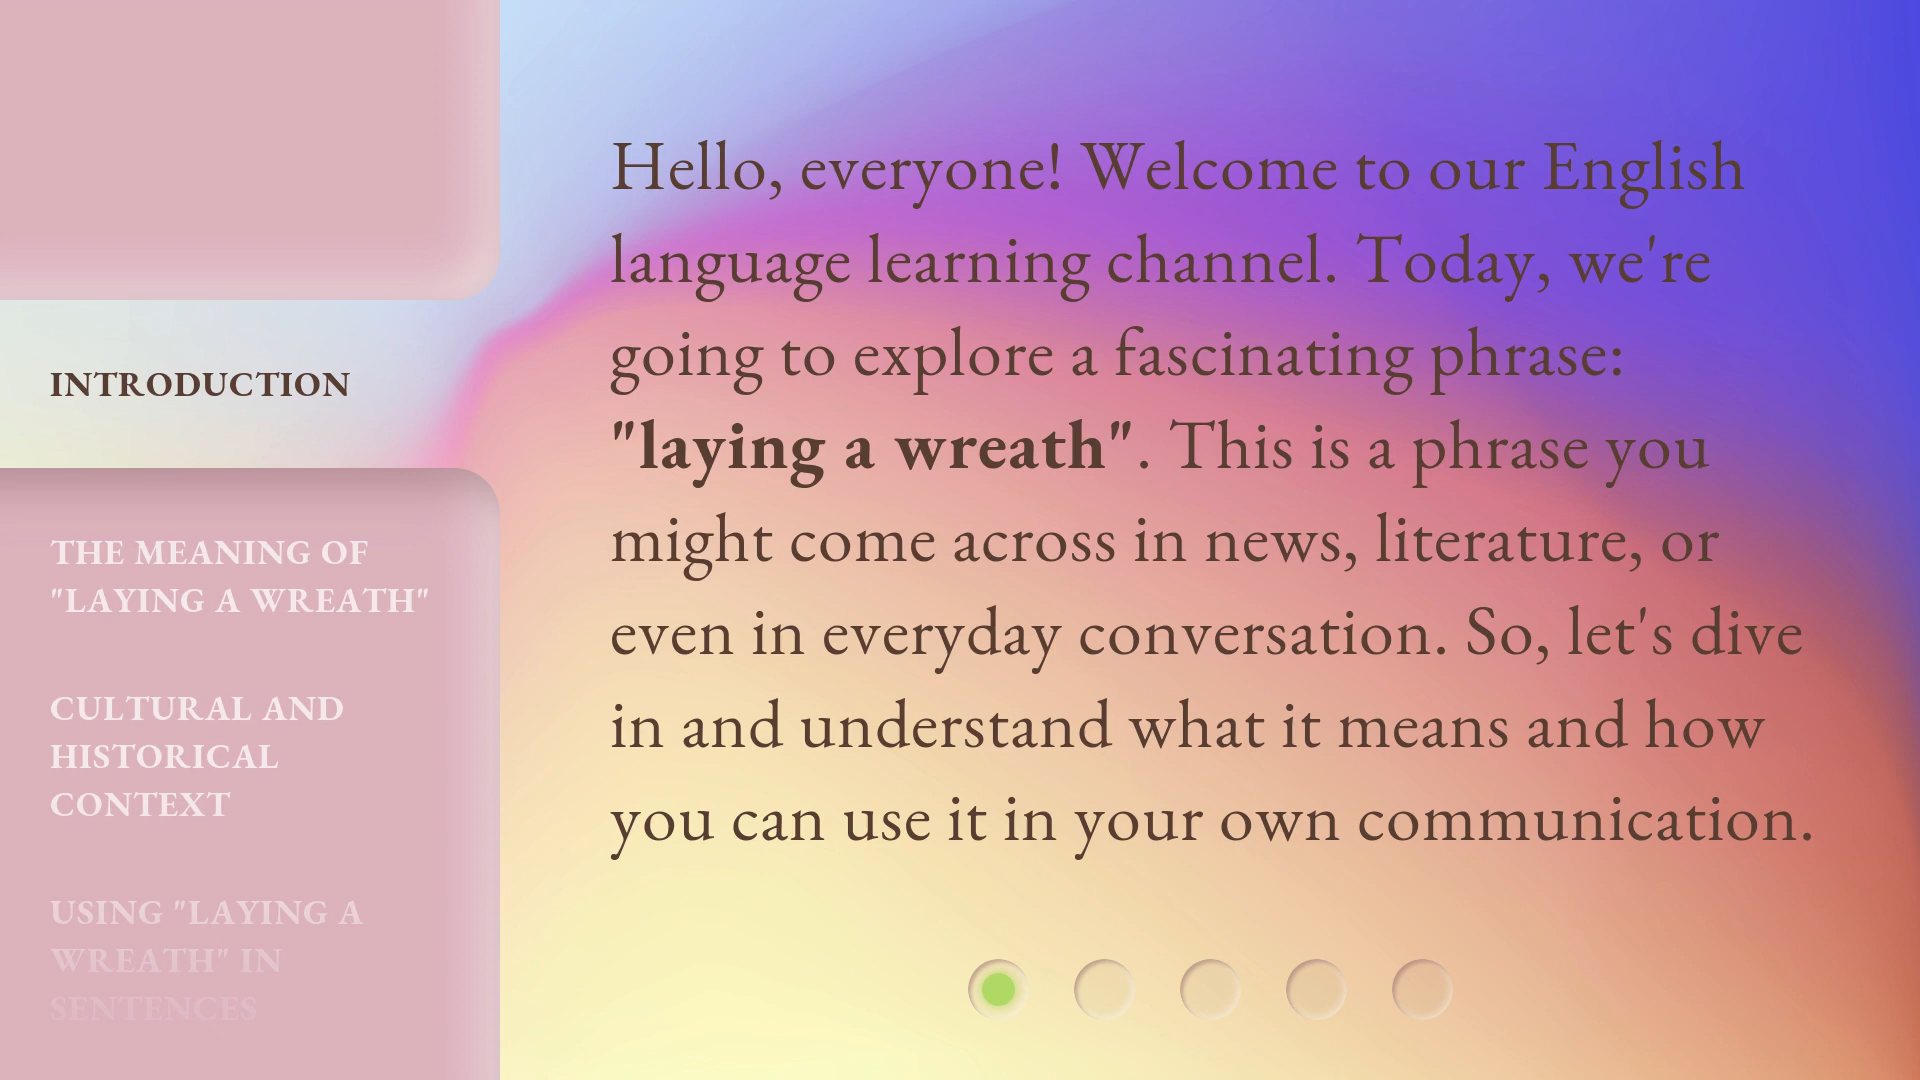 INTRODUCTION
THE MEANING OF
"LAYING A WREATH"
CULTURAL AND
HISTORICAL
CONTEXT
USING "LAYING A
WREATH" IN
SENTENCES
Hello, everyone! Welcome to our English
language learning channel. Today, we're
going to explore a fascinating phrase:
"laying a wreath". This is a phrase you
might come across in news, literature, or
even in everyday conversation. So, let's dive
in and understand what it means and how
you can use it in your own communication.